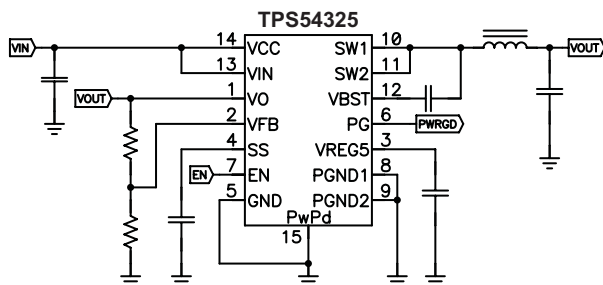 TPS54325
VIN
14 VCC SW1 10
13 VIN SW2 11
VOUT
VOUT
1 VO VBST 12
2 VFB PG 6 PWRGD
4 SS VREG5 3
EN
7 EN PGND1 8
5 GND PGND2 9
PwPd
15